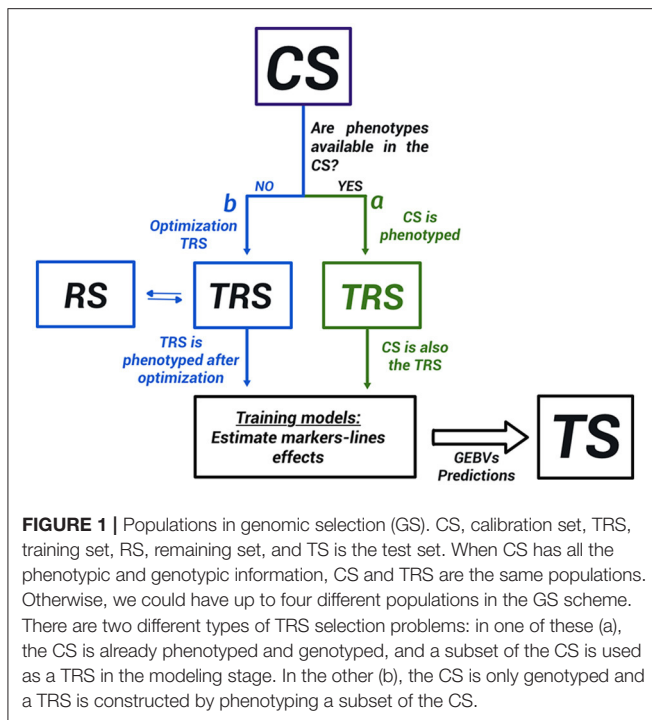 CS
Are phenotypes
available in the
CS?
NO
YES
b
a
Optimization
TRS
CS is
phenotyped
RS
TRS
TRS
TRS is
phenotyped after
optimization
CS is also
the TRS
Training models:
Estimate markers-lines
effects
GEBVs
Predictions
TS
FIGURE 1 | Populations in genomic selection (GS). CS, calibration set, TRS,
training set, RS, remaining set, and TS is the test set. When CS has all the
phenotypic and genotypic information, CS and TRS are the same populations.
Otherwise, we could have up to four different populations in the GS scheme.
There are two different types of TRS selection problems: in one of these (a),
the CS is already phenotyped and genotyped, and a subset of the CS is used
as a TRS in the modeling stage. In the other (b), the CS is only genotyped and
a TRS is constructed by phenotyping a subset of the CS.